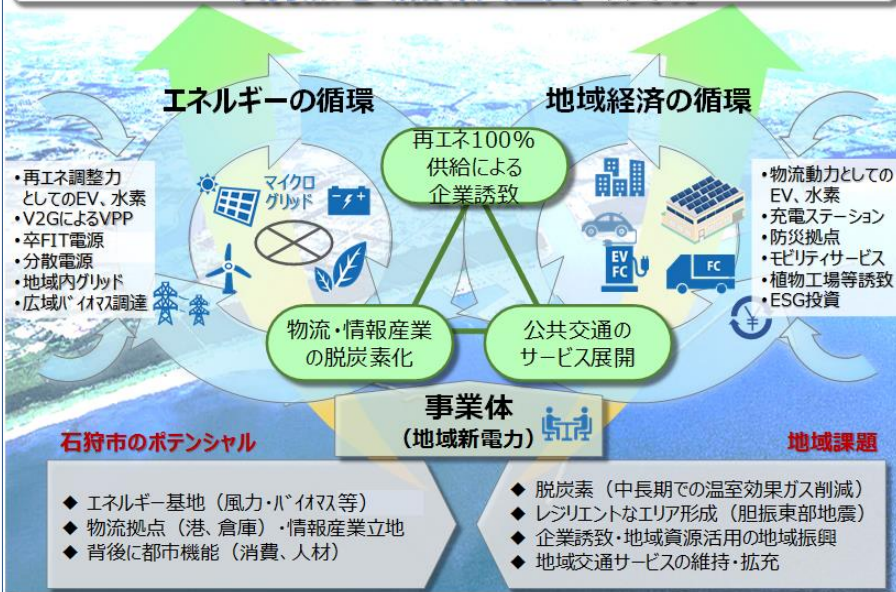 エネルギーの循環
地域経済の循環
再エネ100%
供給による
企業誘致
・再エネ調整力
としてのEV、水素
・V2GによるVPP
・卒FIT電源
・分散電源
・地域内グリッド
・広域バイオマス調達
マイクロ
グリッド
EV
FC
FC
・物流動力としての
EV、水素
・充電ステーション
・防災拠点
・モビリティサービス
・植物工場等誘致
・ESG投資
物流・情報産業
の脱炭素化
公共交通の
サービス展開
事業体
（地域新電力）
石狩市のポテンシャル
◆ エネルギー基地（風力・バイオマス等）
◆ 物流拠点（港、倉庫）・情報産業立地
◆ 背後に都市機能（消費、人材）
地域課題
◆ 脱炭素（中長期での温室効果ガス削減）
◆ レジリエントなエリア形成（胆振東部地震）
◆ 企業誘致・地域資源活用の地域振興
◆ 地域交通サービスの維持・拡充